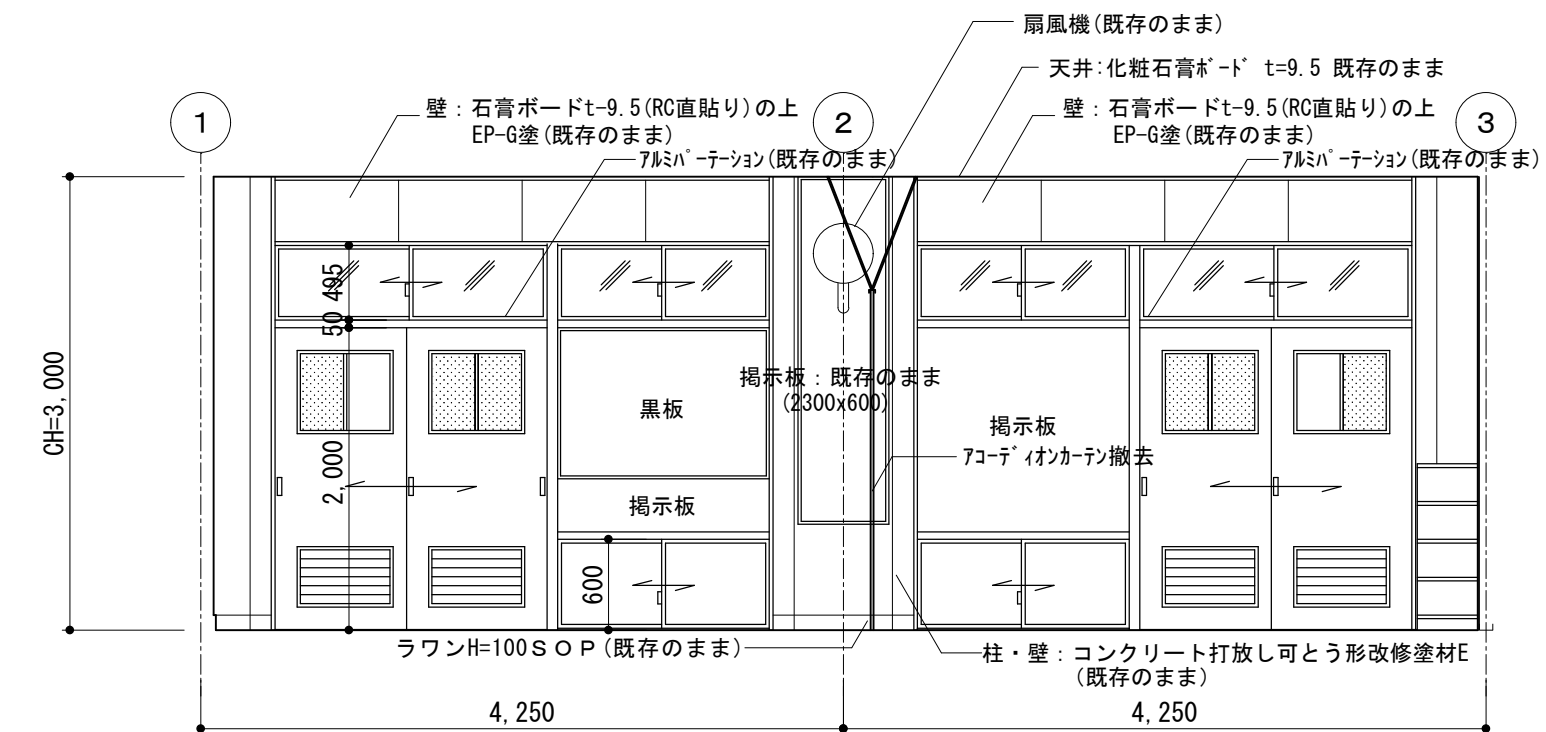 扇風機(既存のまま)
天井:化粧石膏ﾎﾞｰﾄﾞ t=9.5 既存のまま
壁：石膏ボードt-9.5(RC直貼り)の上
EP-G塗(既存のまま)
壁：石膏ボードt-9.5(RC直貼り)の上
EP-G塗(既存のまま)
1
2
3
ｱﾙﾐﾊﾟｰﾃｰｼｮﾝ(既存のまま)
ｱﾙﾐﾊﾟｰﾃｰｼｮﾝ(既存のまま)
CH=3,000
495
50
2,000
600
黒板
掲示板
掲示板：既存のまま
(2300x600)
掲示板
ｱｺｰﾃﾞｨｵﾝｶｰﾃﾝ撤去
ラワンH=100ＳＯＰ(既存のまま)
柱・壁：コンクリート打放し可とう形改修塗材E
(既存のまま)
4,250
4,250